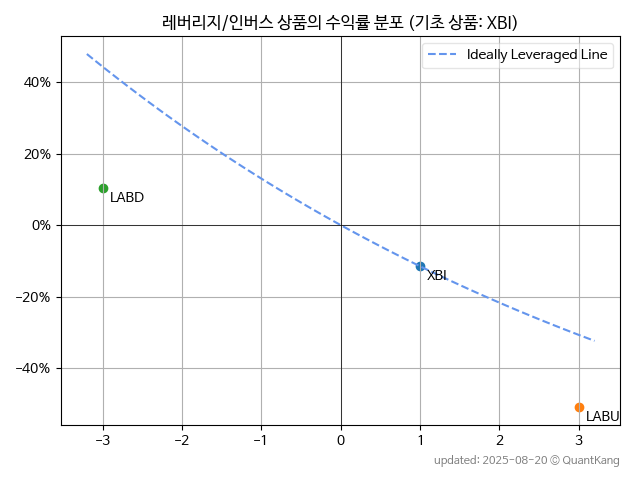 레버리지/인버스 상품의 수익률 분포 (기초 상품: XBI)
Ideally Leveraged Line
40%
20%
0%
−20%
−40%
LABD
XBI
LABU
−3 −2 −1 0 1 2 3
updated: 2025-08-20 © QuantKang